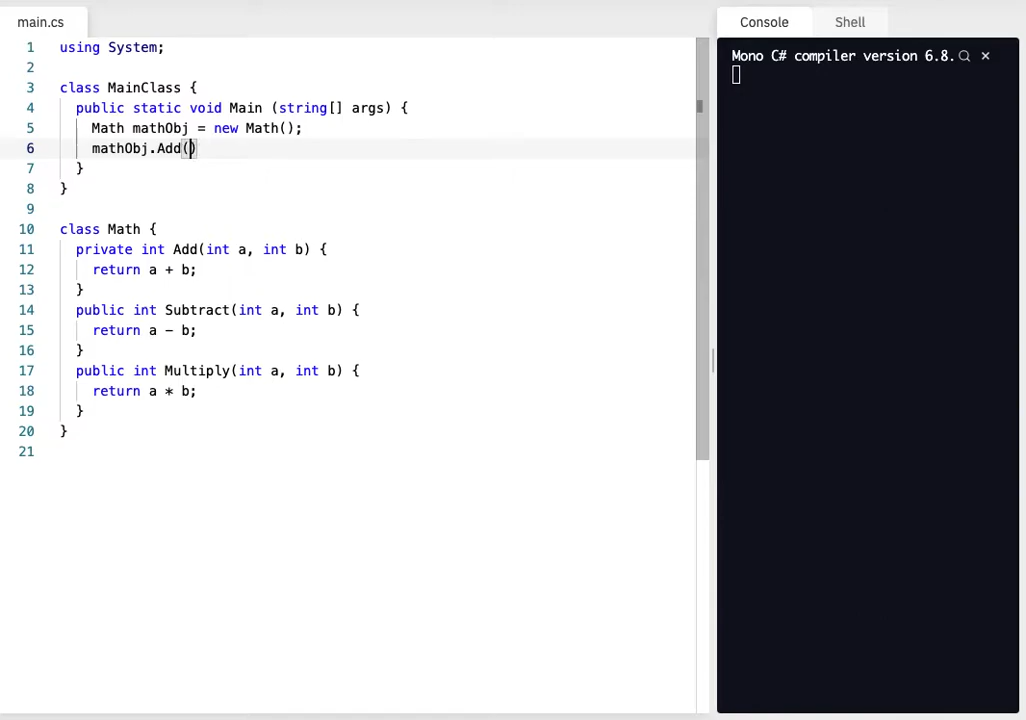 main.cs
Console
Shell
1 using System;
2
3 class MainClass {
4 public static void Main (string[] args) {
5 Math mathObj = new Math();
6 mathObj.Add()
7 }
8 }
9
10 class Math {
11 private int Add(int a, int b) {
12 return a + b;
13 }
14 public int Subtract(int a, int b) {
15 return a - b;
16 }
17 public int Multiply(int a, int b) {
18 return a * b;
19 }
20 }
21
Mono C# compiler version 6.8.